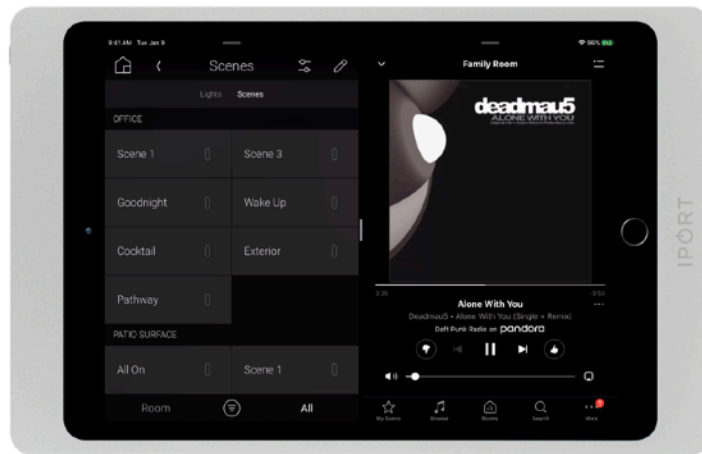 9:41 AM Tue Jan 9
Scenes
Lights Scenes
OFFICE
Scene 1
Scene 3
Goodnight
Wake Up
Cocktail
Exterior
Pathway
PATIO SURFACE
All On
Scene 1
Room
All
66%
Family Room
deadmau5
ALONE WITH YOU
Alone With You
Deadmau5 • Alone With You (Single + Remix)
Daft Punk Radio on pandora
Browse
Rooms
Search
More
IPORT